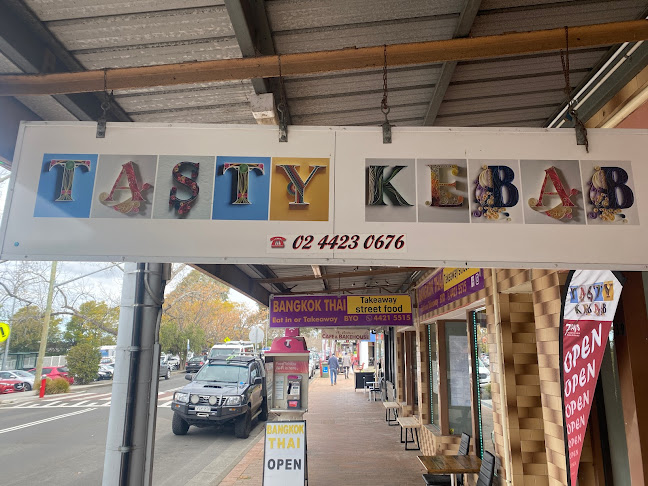 TASTY KEBAB
02 4423 0676
BANGKOK THAI
Eat in or Takeaway BYO
Takeaway
street food
4421 5515
BANGKOK
THAI
OPEN
TASTY
KEBAB
OPEN
OPEN
OPEN
OPEN
OPEN